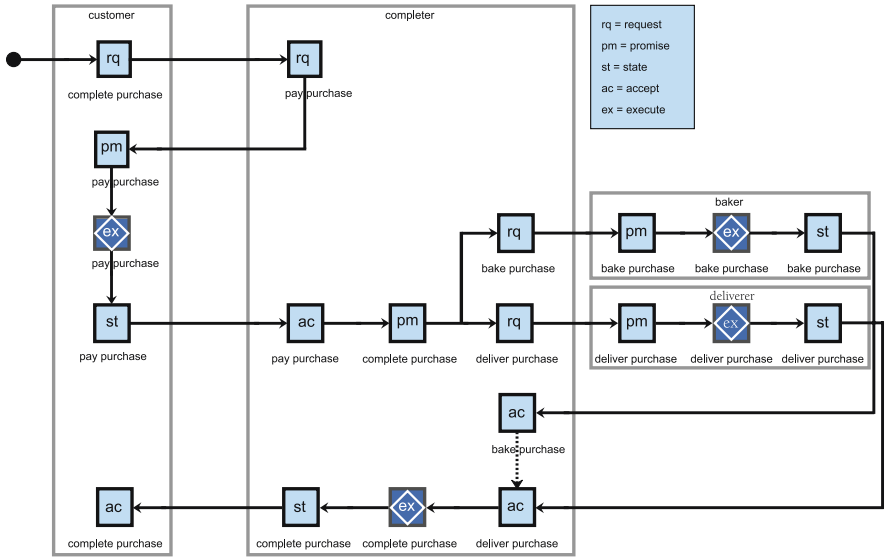 customer
completer
rq = request
pm = promise
st = state
ac = accept
ex = execute
rq
rq
complete purchase
pay purchase
pm
pay purchase
baker
ex
rq
pm
ex
st
pay purchase
bake purchase
bake purchase
bake purchase
bake purchase
deliverer
st
ac
pm
rq
pm
ex
st
pay purchase
pay purchase
complete purchase
deliver purchase
deliver purchase
deliver purchase
deliver purchase
ac
bake purchase
ac
st
ex
ac
complete purchase
complete purchase
complete purchase
deliver purchase